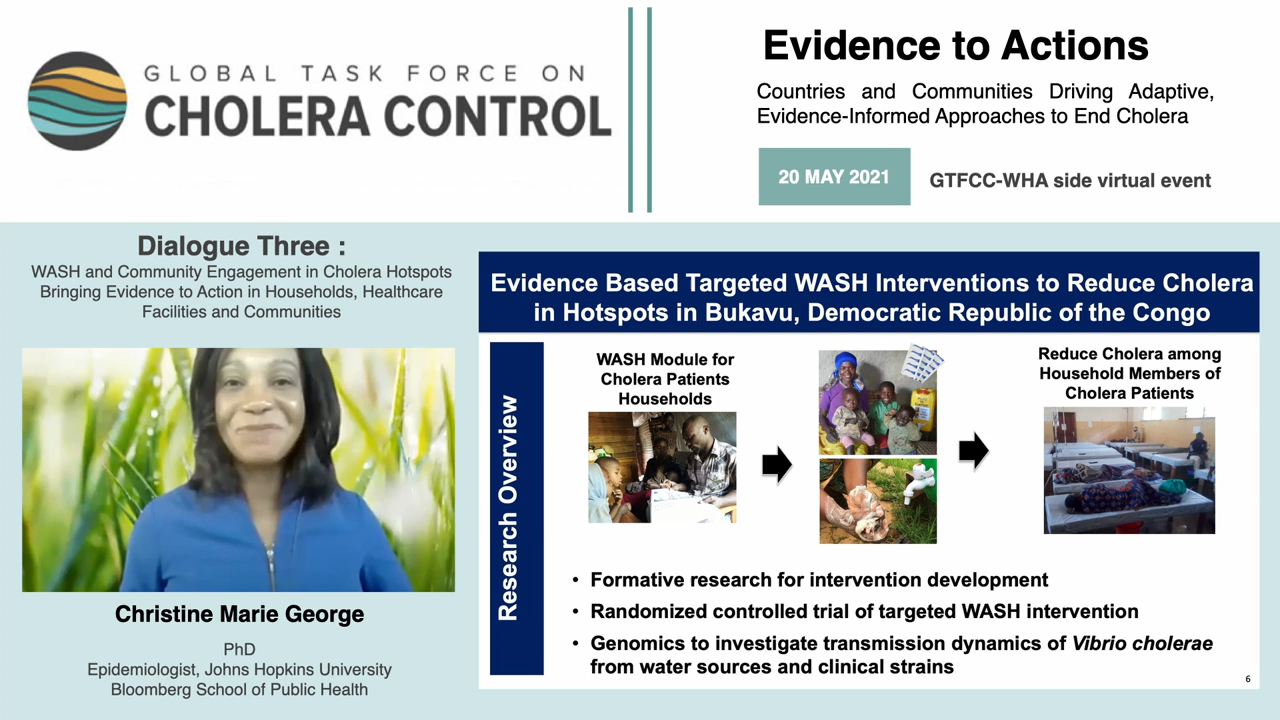 GLOBAL TASK FORCE ON
CHOLERA CONTROL
Evidence to Actions
Countries and Communities Driving Adaptive,
Evidence-Informed Approaches to End Cholera
20 MAY 2021
GTFCC-WHA side virtual event
Dialogue Three :
WASH and Community Engagement in Cholera Hotspots
Bringing Evidence to Action in Households, Healthcare
Facilities and Communities
Christine Marie George
PhD
Epidemiologist, Johns Hopkins University
Bloomberg School of Public Health
Evidence Based Targeted WASH Interventions to Reduce Cholera
in Hotspots in Bukavu, Democratic Republic of the Congo
Research Overview
WASH Module for
Cholera Patients
Households
Reduce Cholera among
Household Members of
Cholera Patients
• Formative research for intervention development
• Randomized controlled trial of targeted WASH intervention
• Genomics to investigate transmission dynamics of Vibrio cholerae
from water sources and clinical strains
6